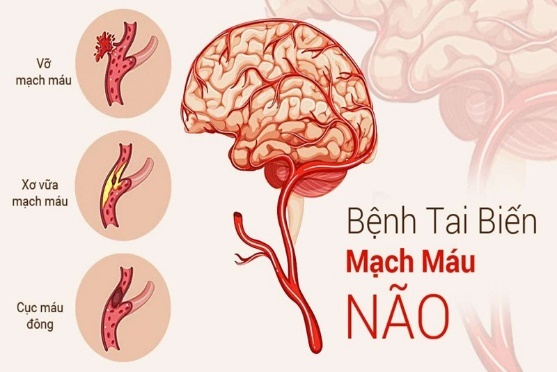 Vỡ
mạch máu
Xơ vữa
mạch máu
Cục máu
đông
Bệnh Tai Biến
Mạch Máu
NÃO